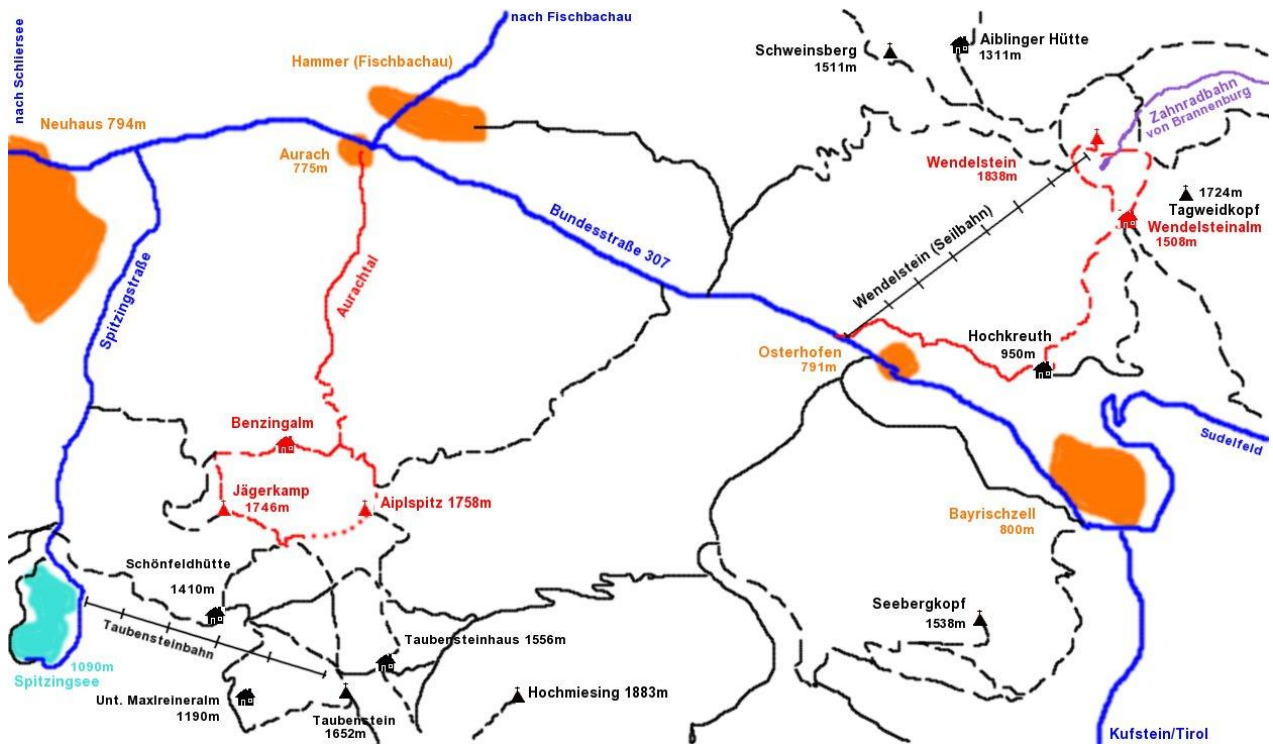 nach Schliersee
nach Fischbachau
Hammer (Fischbachau)
Neuhaus 794m
Aurach
775m
Schweinsberg
1511m
Aiblinger Hütte
1311m
Zahnradbahn
von Brannenburg
Wendelstein
1838m
1724m
Tagweidkopf
Wendelsteinalm
1508m
Bundesstraße 307
Wendelstein (Seilbahn)
Spitzingstraße
Aurachtal
Hochkreuth
950m
Osterhofen
791m
Sudelfeld
Benzingalm
Jägerkamp
1746m
Aiplspitz 1758m
Bayrischzell
800m
Schönfeldhütte
1410m
Seebergkopf
1538m
Taubensteinbahn
Taubensteinhaus 1556m
1090m
Spitzingsee
Unt. Maxlreineralm
1190m
Taubenstein
1652m
Hochmiesing 1883m
Kufstein/Tirol